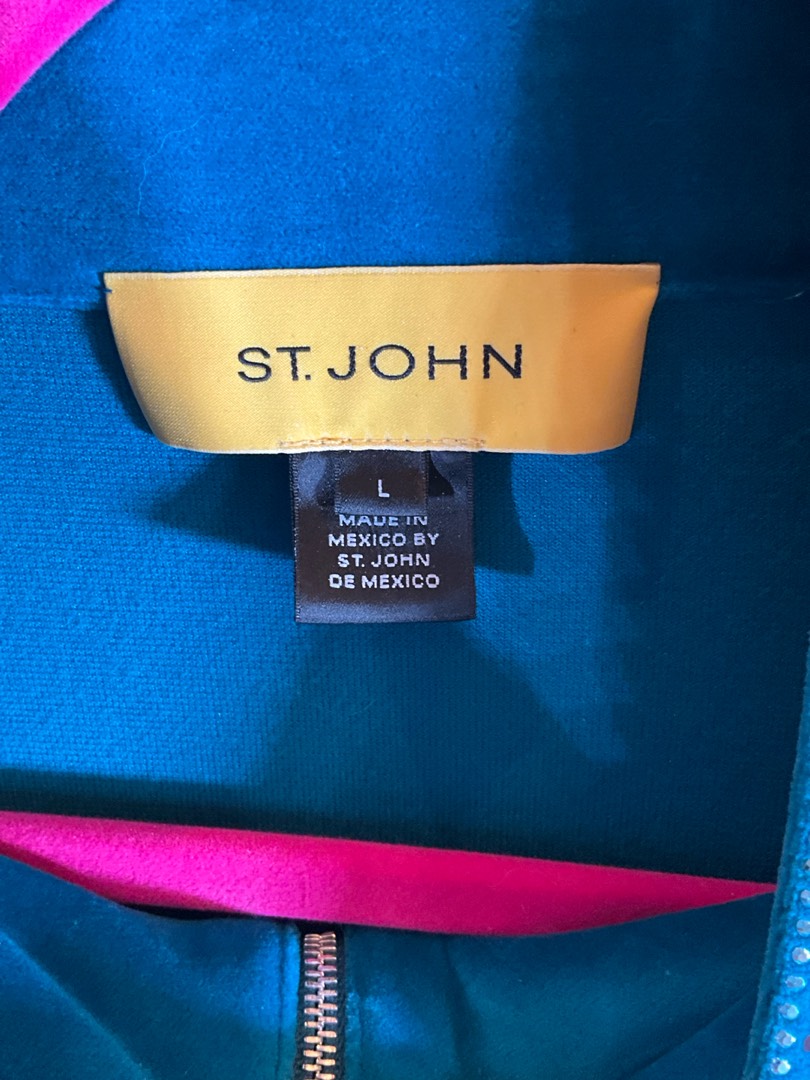 ST. JOHN
L
MADE IN
MEXICO BY
ST. JOHN
DE MEXICO